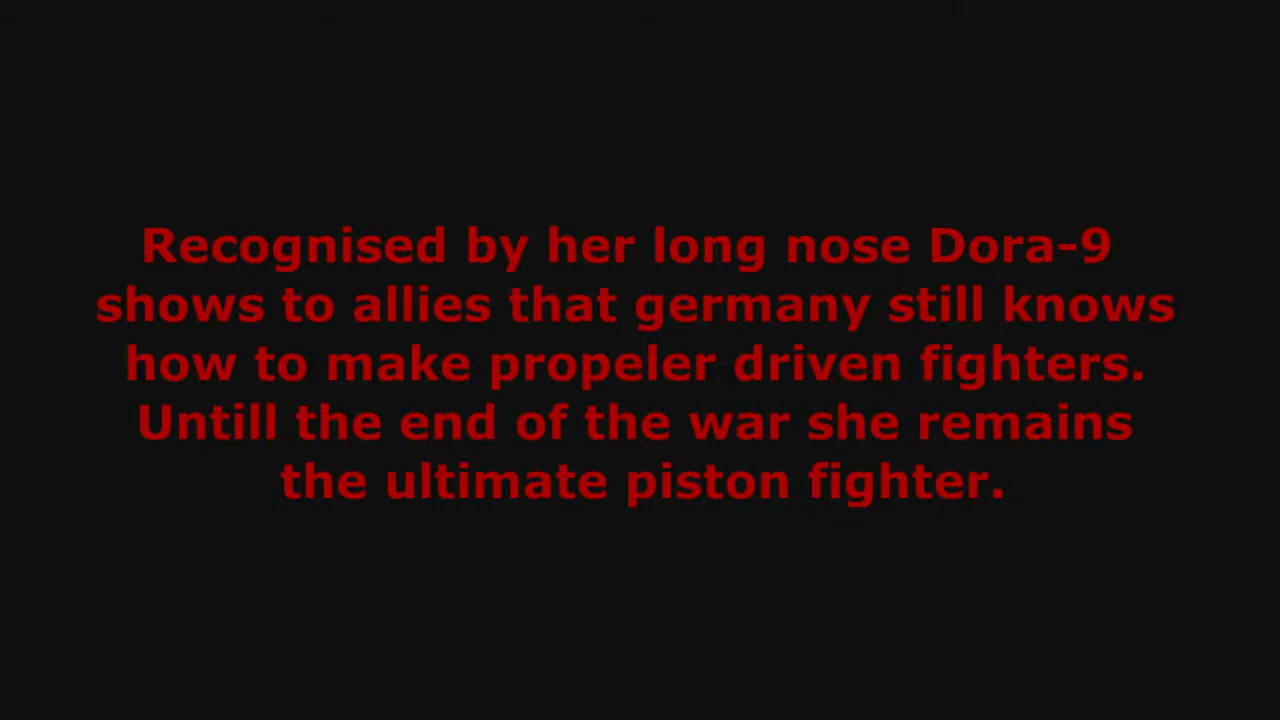 Recognised by her long nose Dora-9
shows to allies that germany still knows
how to make propeler driven fighters.
Untill the end of the war she remains
the ultimate piston fighter.